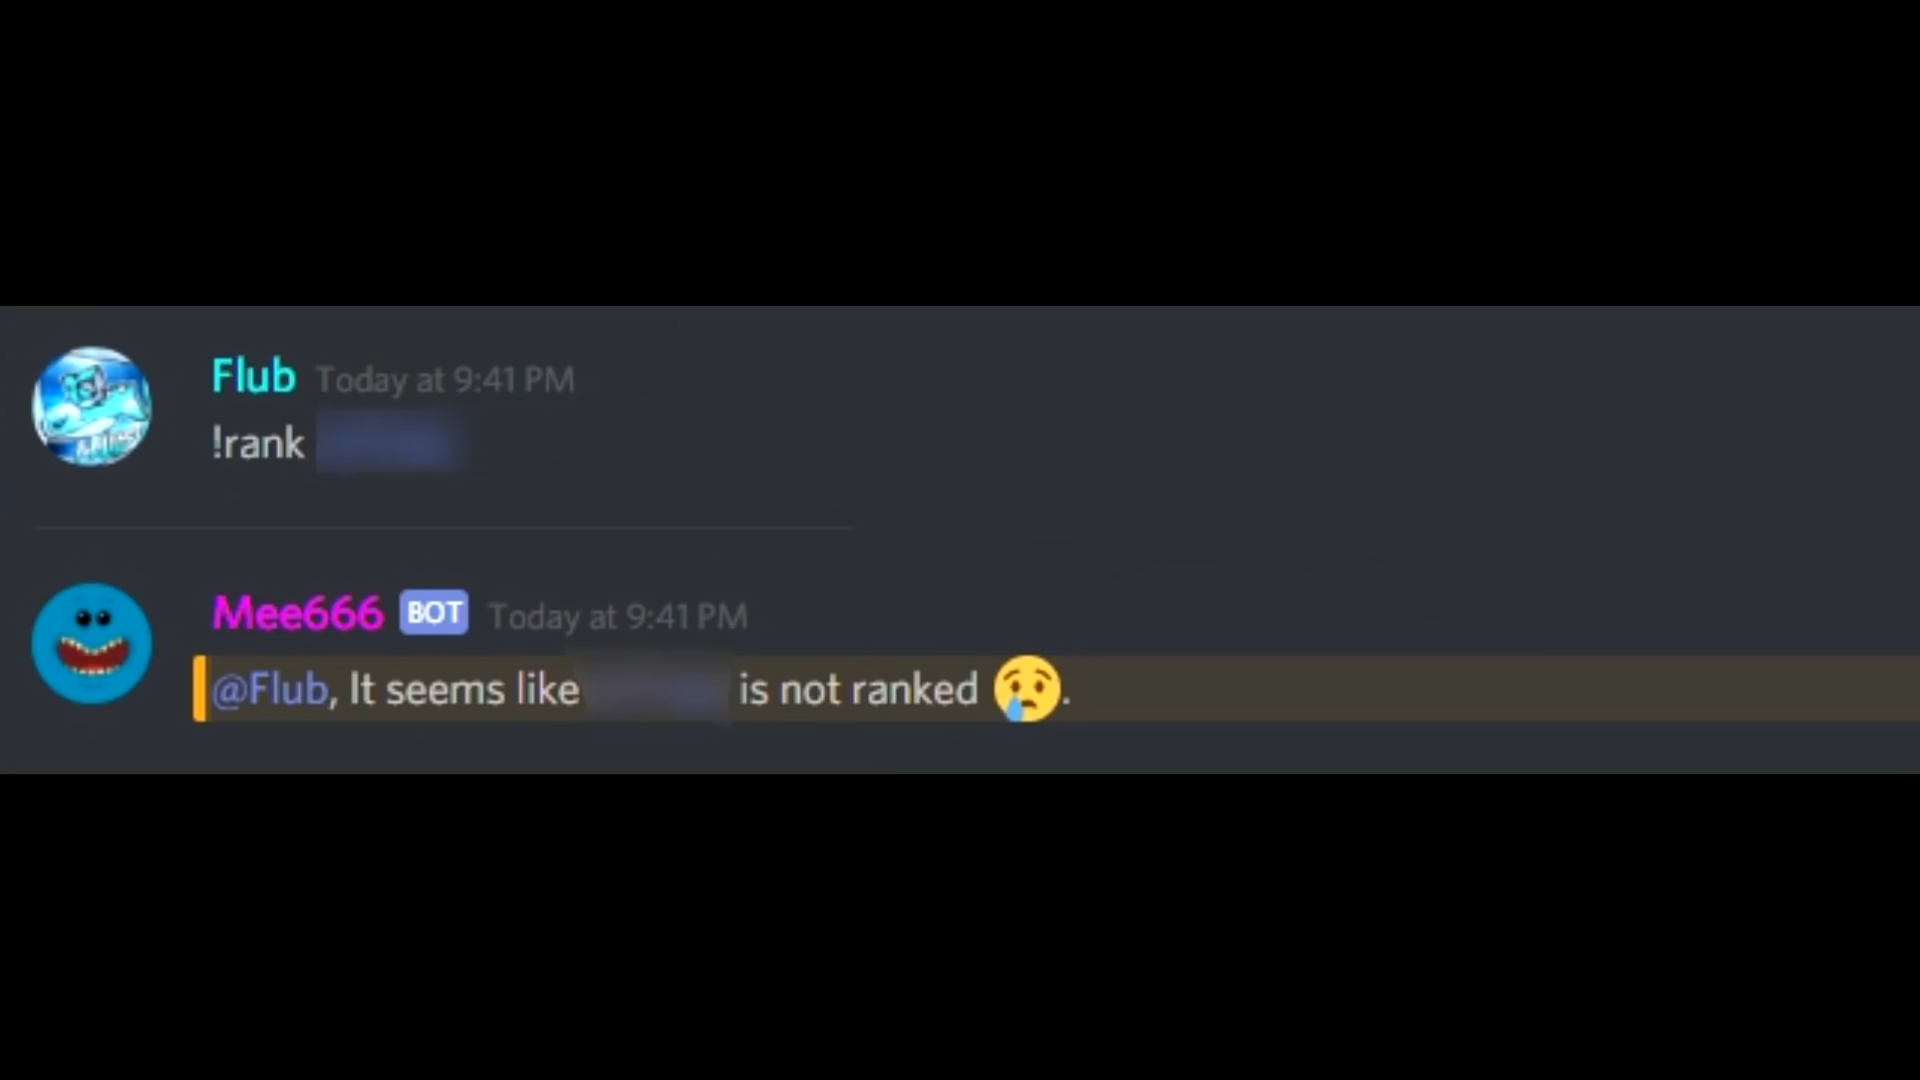 Flub Today at 9:41 PM
!rank
Mee666 BOT Today at 9:41 PM
@Flub, It seems like is not ranked 😢.